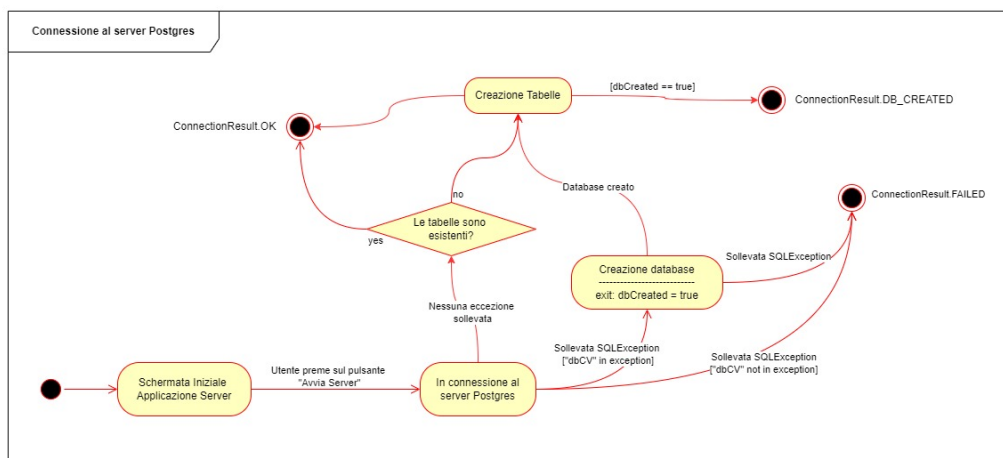 Connessione al server Postgres
Creazione Tabelle
[dbCreated == true]
ConnectionResult.DB_CREATED
ConnectionResult.OK
no
Database creato
ConnectionResult.FAILED
Le tabelle sono
esistenti?
yes
Sollevata SQLException
Creazione database
----------------------------
exit: dbCreated = true
Nessuna eccezione
sollevata
Sollevata SQLException
["dbCV" in exception]
Sollevata SQLException
["dbCV" not in exception]
Schermata Iniziale
Applicazione Server
Utente preme sul pulsante
"Avvia Server"
In connessione al
server Postgres